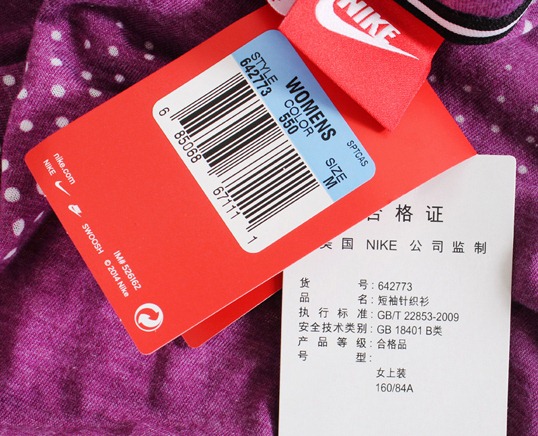 NIKE
STYLE
642773
WOMENS
COLOR
550
SPTCAS
SIZE
M
6 85068 67111 1
nike.com
NIKE
SWOOSH
© 2014 Nike
IM# 526162
合格证
国 NIKE 公司监制
货号: 642773
品名: 短袖针织衫
执行标准: GB/T 22853-2009
安全技术类别: GB 18401 B类
产品等级: 合格品
号型:
女上装
160/84A